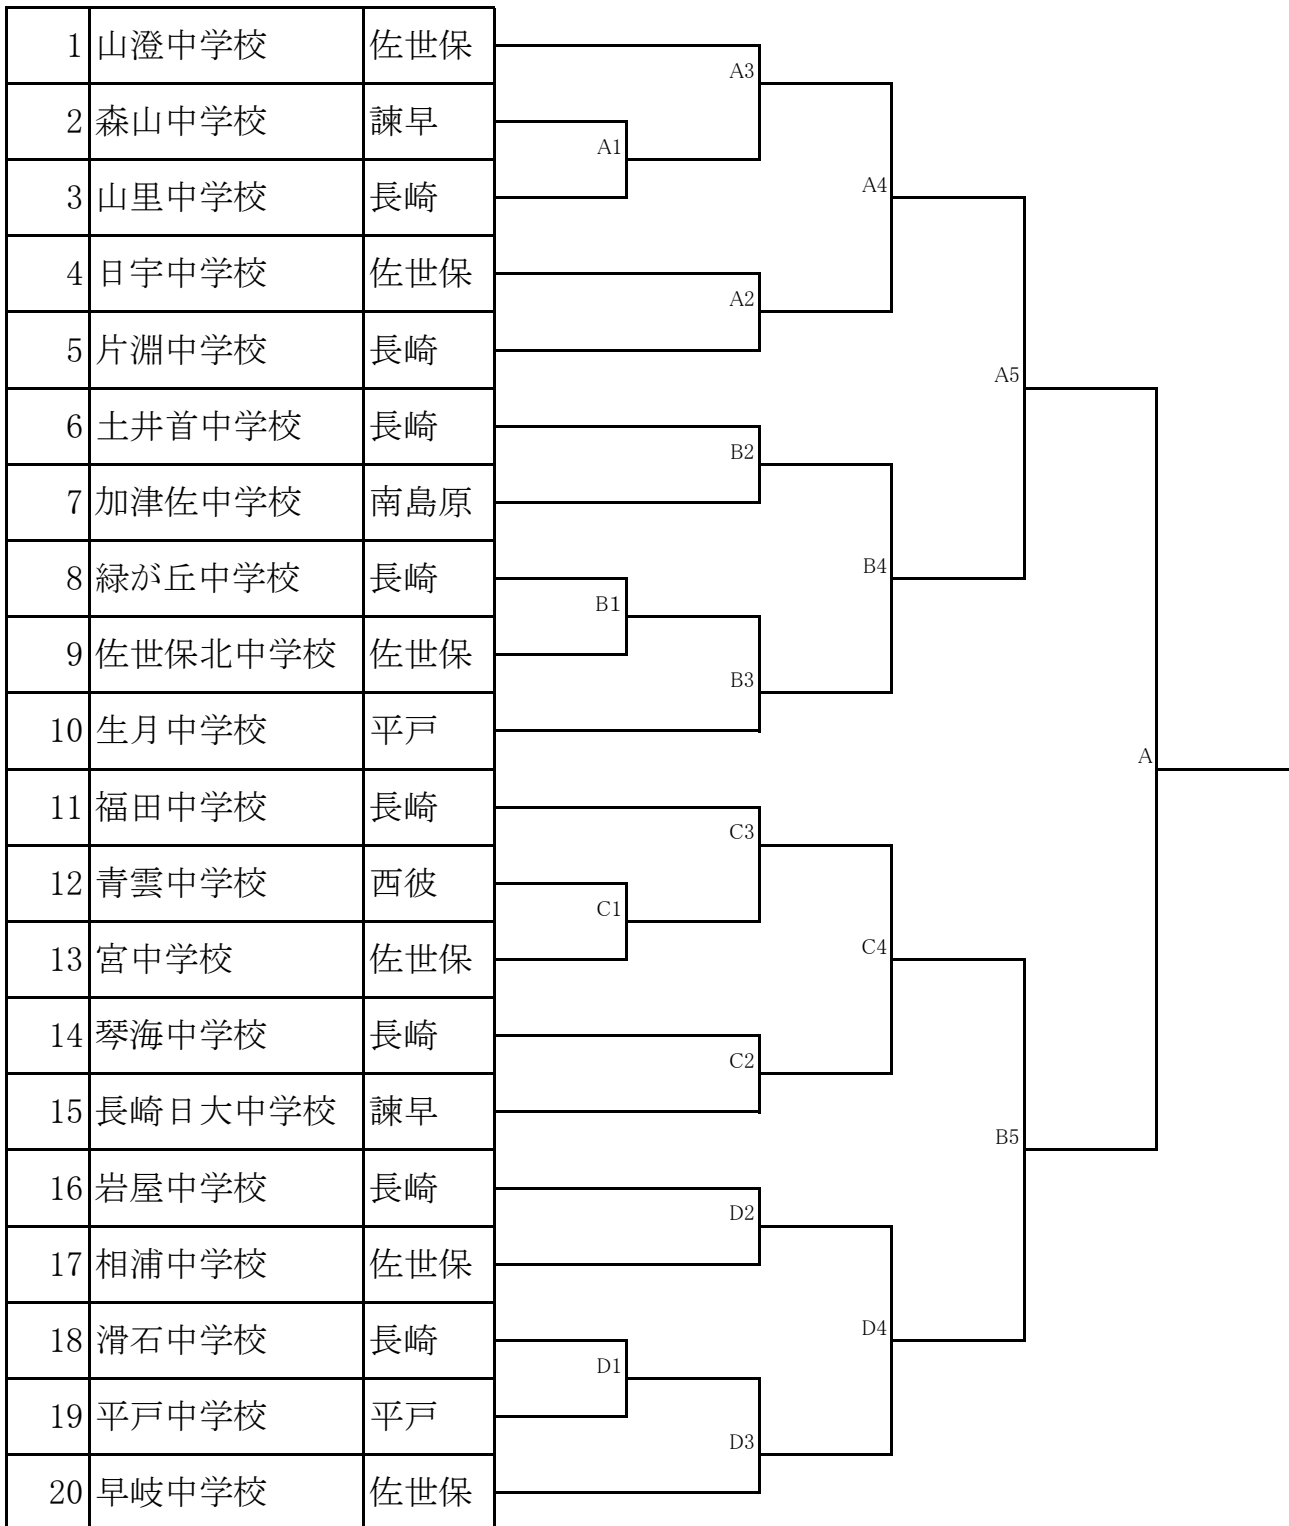 1 山澄中学校 佐世保
A3
2 森山中学校 諫早
A1
3 山里中学校 長崎
A4
4 日宇中学校 佐世保
A2
5 片淵中学校 長崎
A5
6 土井首中学校 長崎
B2
7 加津佐中学校 南島原
8 緑が丘中学校 長崎
B4
B1
9 佐世保北中学校 佐世保
B3
10 生月中学校 平戸
A
11 福田中学校 長崎
C3
12 青雲中学校 西彼
C1
13 宮中学校 佐世保
C4
14 琴海中学校 長崎
C2
15 長崎日大中学校 諫早
B5
16 岩屋中学校 長崎
D2
17 相浦中学校 佐世保
18 滑石中学校 長崎
D4
D1
19 平戸中学校 平戸
D3
20 早岐中学校 佐世保